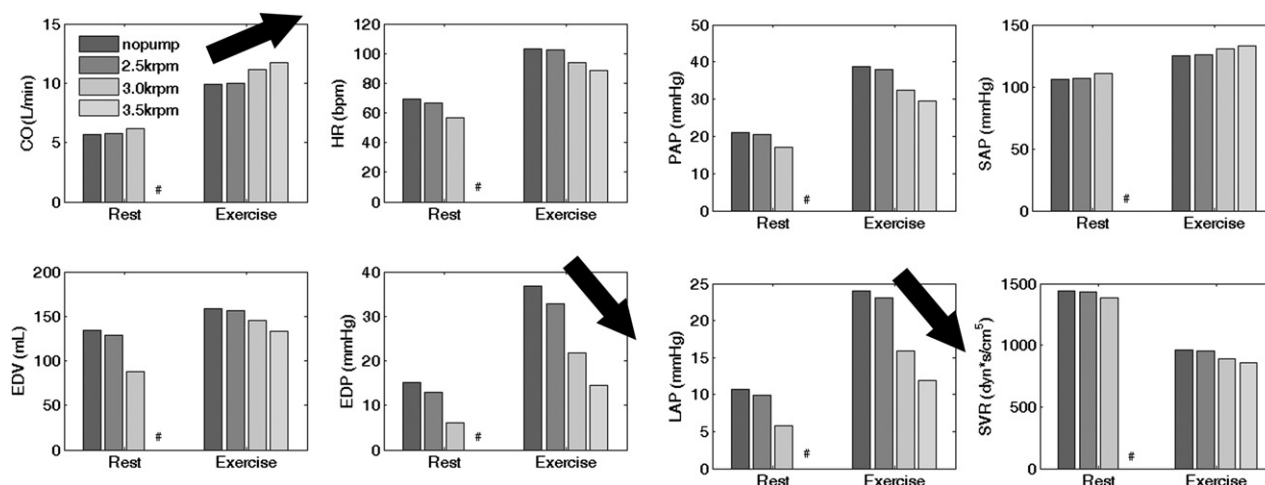 15
10
5
0
CO (L/min)
nopump
2.5krpm
3.0krpm
3.5krpm
#
Rest
Exercise
120
100
80
60
40
20
0
HR (bpm)
#
Rest
Exercise
50
40
30
20
10
0
PAP (mmHg)
#
Rest
Exercise
150
100
50
0
SAP (mmHg)
#
Rest
Exercise
200
150
100
50
0
EDV (mL)
#
Rest
Exercise
40
30
20
10
0
EDP (mmHg)
#
Rest
Exercise
25
20
15
10
5
0
LAP (mmHg)
#
Rest
Exercise
1500
1000
500
0
SVR (dyn*s/cm⁵)
#
Rest
Exercise